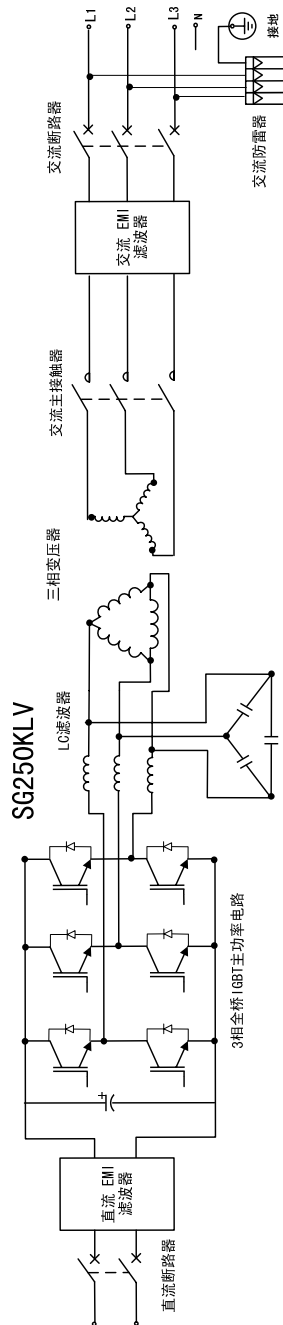 SG250KLV
直流断路器
直流 EMI
滤波器
3相全桥IGBT主功率电路
+
LC滤波器
三相变压器
交流主接触器
交流 EMI
滤波器
交流断路器
L1
L2
L3
N
交流防雷器
接地